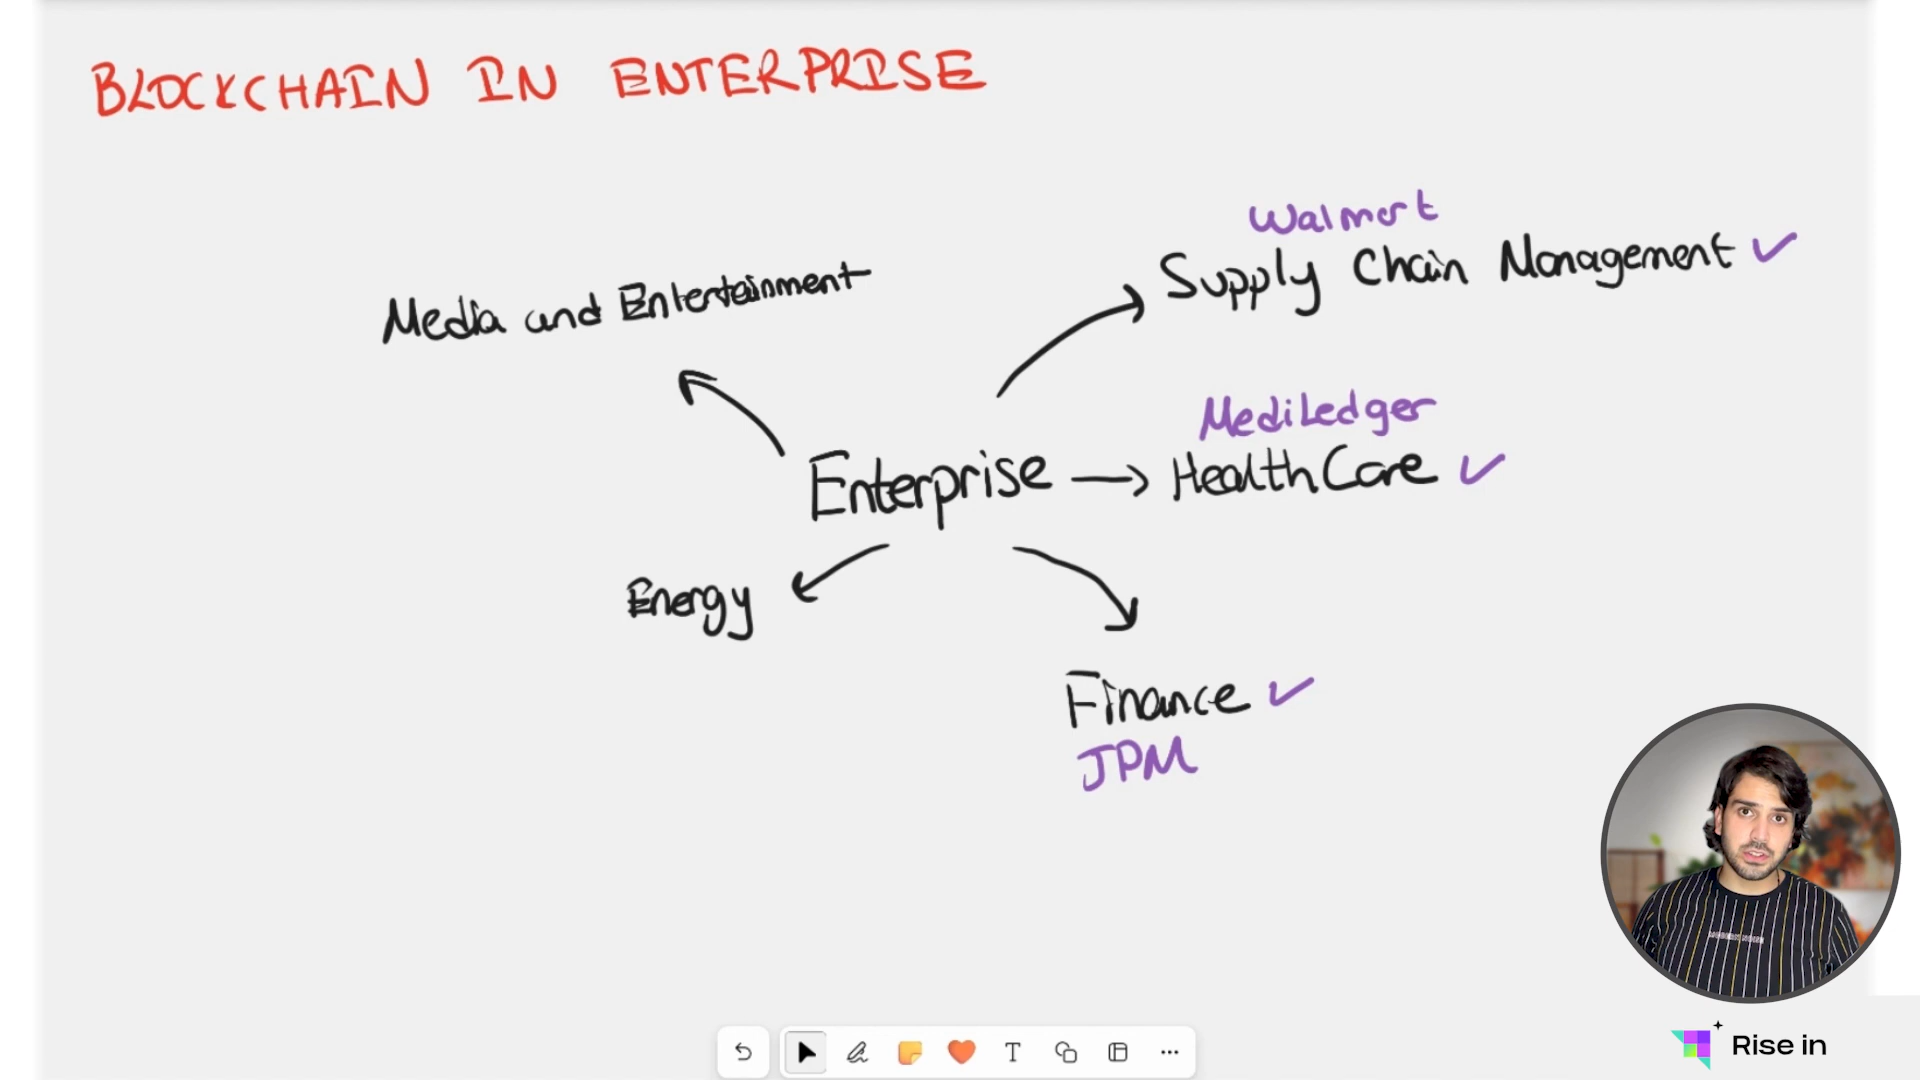 BLOCKCHAIN IN ENTERPRISE
Walmart
Supply Chain Management
Media and Entertainment
MediLedger
HealthCare
Enterprise
Energy
Finance
JPM
T
Rise in